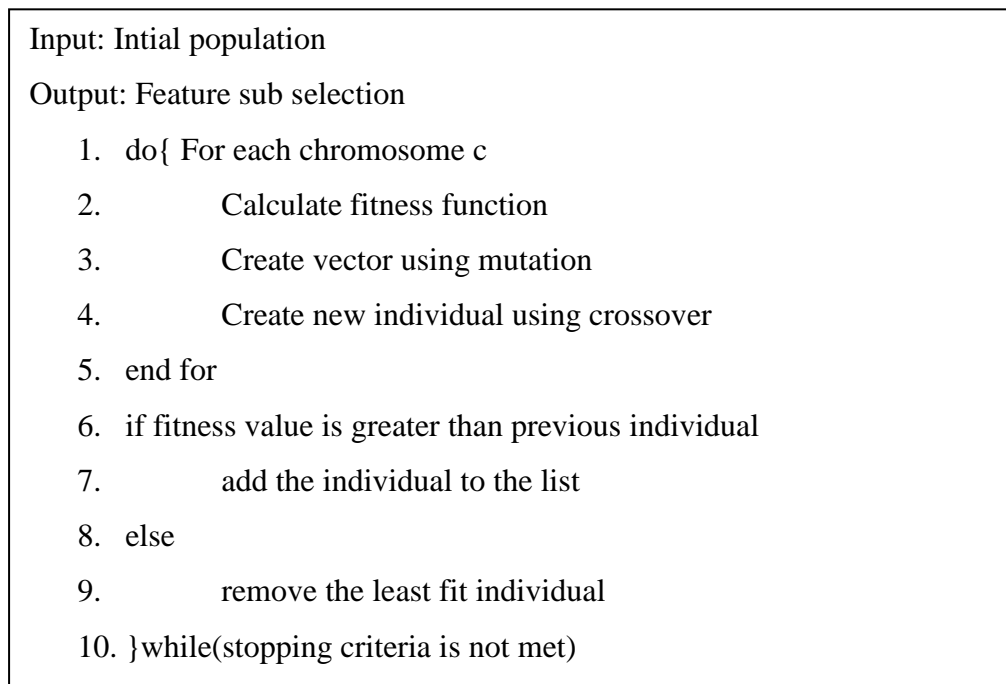 Input: Intial population
Output: Feature sub selection
1. do{ For each chromosome c
2. Calculate fitness function
3. Create vector using mutation
4. Create new individual using crossover
5. end for
6. if fitness value is greater than previous individual
7. add the individual to the list
8. else
9. remove the least fit individual
10. }while(stopping criteria is not met)